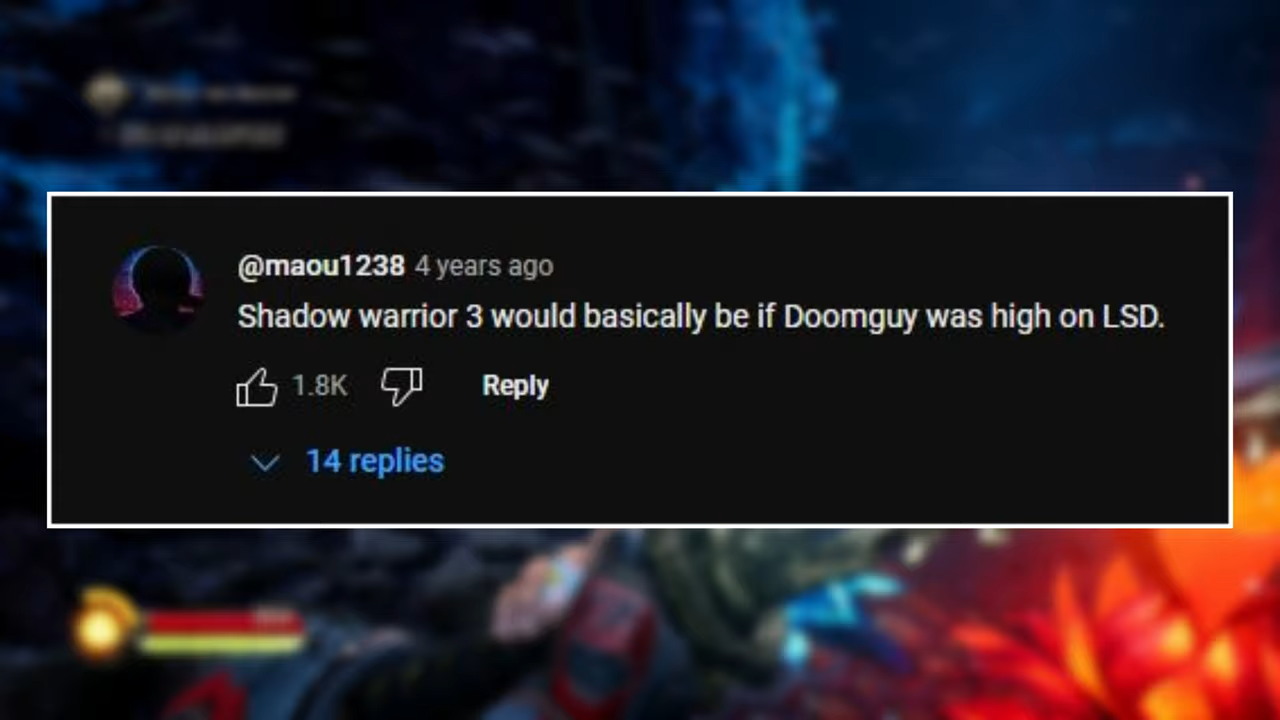 @maou1238 4 years ago
Shadow warrior 3 would basically be if Doomguy was high on LSD.
1.8K Reply
14 replies